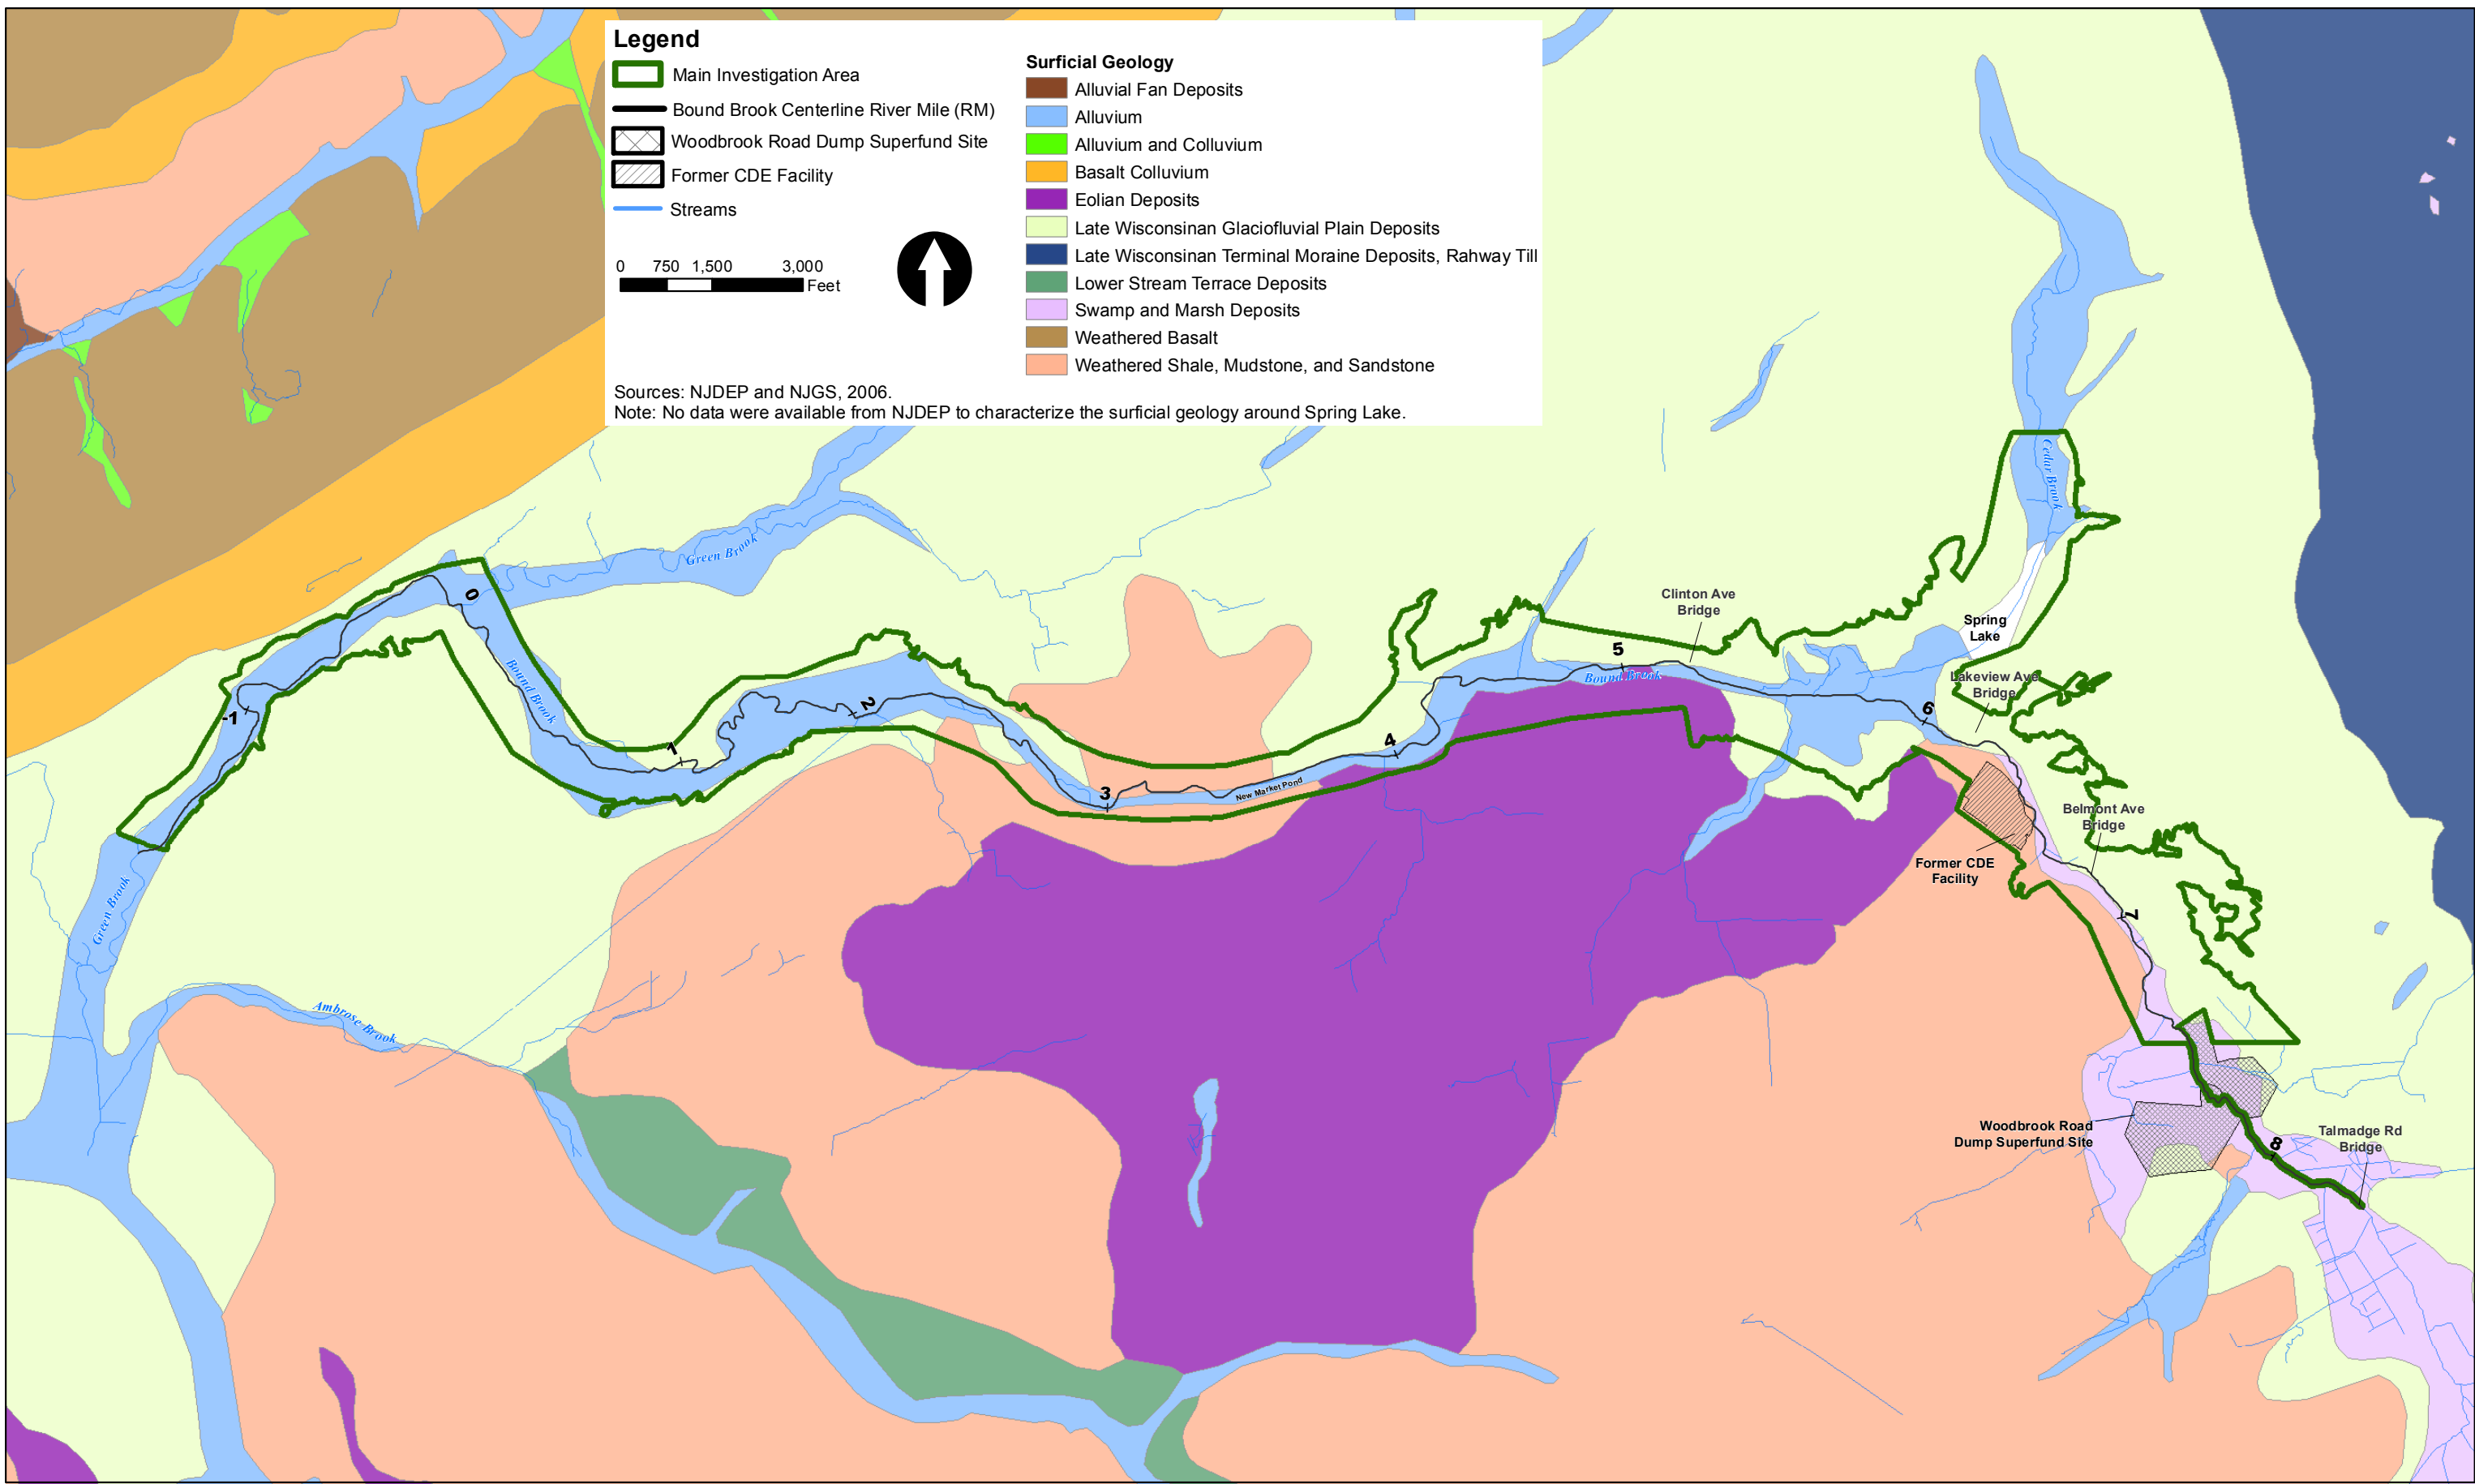 Legend
Main Investigation Area
Bound Brook Centerline River Mile (RM)
Woodbrook Road Dump Superfund Site
Former CDE Facility
Streams
0 750 1,500 3,000
Feet
Surficial Geology
Alluvial Fan Deposits
Alluvium
Alluvium and Colluvium
Basalt Colluvium
Eolian Deposits
Late Wisconsinan Glaciofluvial Plain Deposits
Late Wisconsinan Terminal Moraine Deposits, Rahway Till
Lower Stream Terrace Deposits
Swamp and Marsh Deposits
Weathered Basalt
Weathered Shale, Mudstone, and Sandstone
Sources: NJDEP and NJGS, 2006.
Note: No data were available from NJDEP to characterize the surficial geology around Spring Lake.
Cedar Brook
Green Brook
0
Clinton Ave
Bridge
Spring
Lake
5
Bound Brook
Lakeview Ave
Bridge
Bound Brook
-1
2
6
1
4
New Market Pond
3
Belmont Ave
Bridge
Former CDE
Facility
Green Brook
7
Ambrose Brook
Woodbrook Road
Dump Superfund Site
8
Talmadge Rd
Bridge